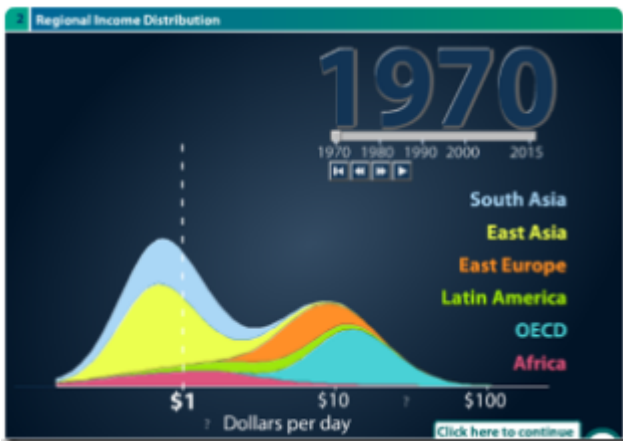 2 Regional Income Distribution
1970
1970 1980 1990 2000 2015
South Asia
East Asia
East Europe
Latin America
OECD
Africa
$1 $10 ? $100
? Dollars per day
Click here to continue